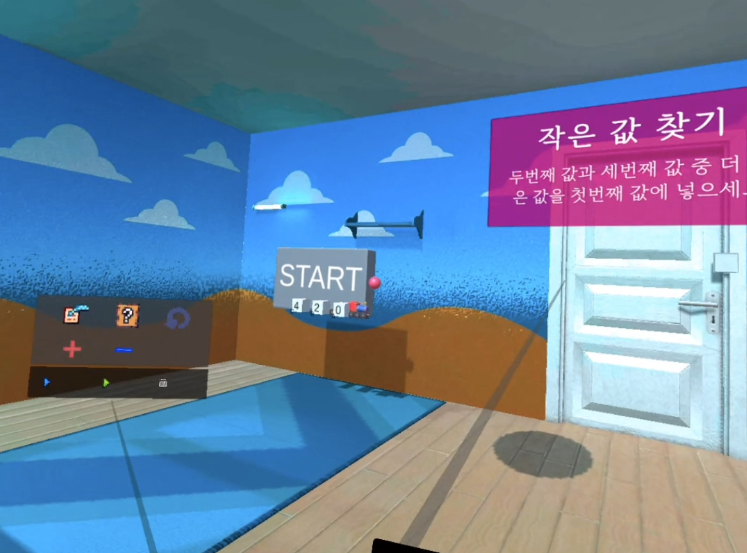 작은 값 찾기
두번째 값과 세번째 값 중 더
은 값을 첫번째 값에 넣으세
START
4 2 0
?